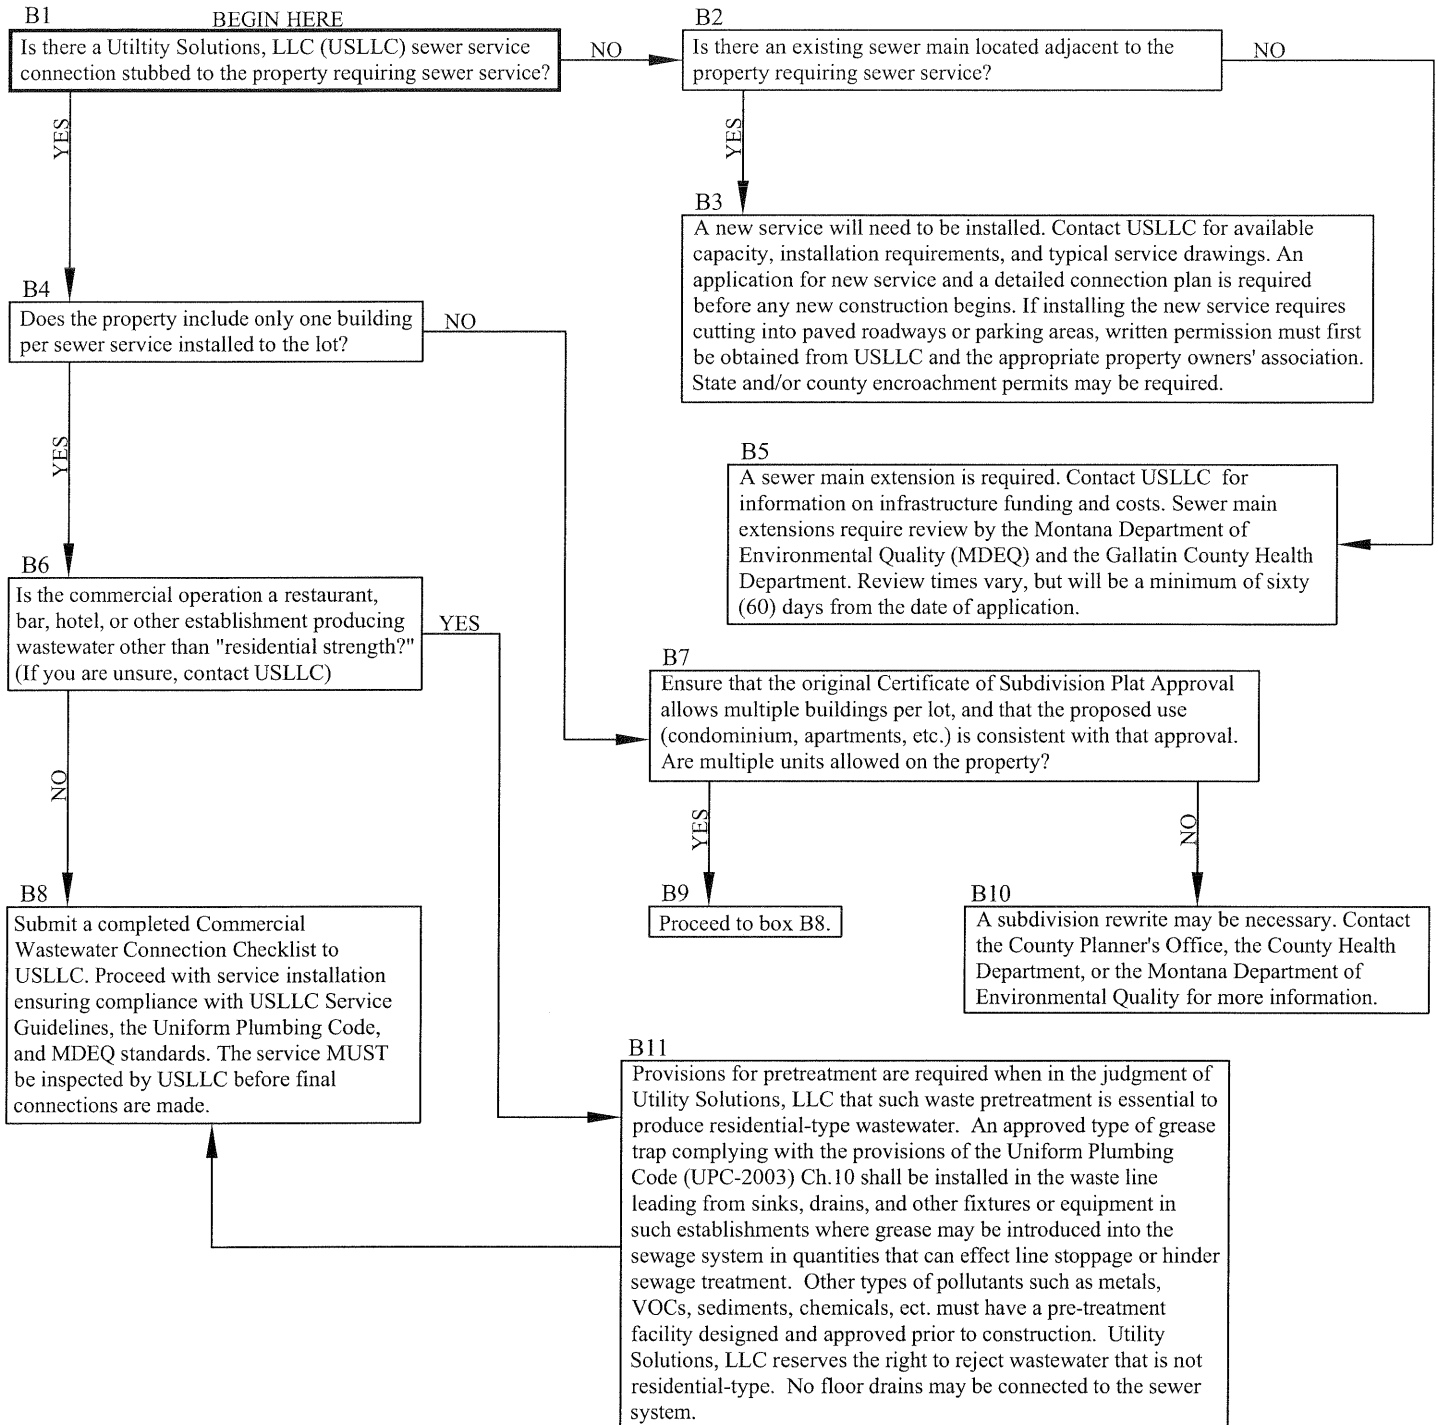 B1
BEGIN HERE
Is there a Utiltity Solutions, LLC (USLLC) sewer service
connection stubbed to the property requiring sewer service?
NO
YES
B2
Is there an existing sewer main located adjacent to the
property requiring sewer service?
NO
YES
B3
A new service will need to be installed. Contact USLLC for available
capacity, installation requirements, and typical service drawings. An
application for new service and a detailed connection plan is required
before any new construction begins. If installing the new service requires
cutting into paved roadways or parking areas, written permission must first
be obtained from USLLC and the appropriate property owners' association.
State and/or county encroachment permits may be required.
B4
Does the property include only one building
per sewer service installed to the lot?
NO
YES
B5
A sewer main extension is required. Contact USLLC for
information on infrastructure funding and costs. Sewer main
extensions require review by the Montana Department of
Environmental Quality (MDEQ) and the Gallatin County Health
Department. Review times vary, but will be a minimum of sixty
(60) days from the date of application.
B6
Is the commercial operation a restaurant,
bar, hotel, or other establishment producing
wastewater other than "residential strength?"
(If you are unsure, contact USLLC)
YES
NO
B7
Ensure that the original Certificate of Subdivision Plat Approval
allows multiple buildings per lot, and that the proposed use
(condominium, apartments, etc.) is consistent with that approval.
Are multiple units allowed on the property?
YES
NO
B8
Submit a completed Commercial
Wastewater Connection Checklist to
USLLC. Proceed with service installation
ensuring compliance with USLLC Service
Guidelines, the Uniform Plumbing Code,
and MDEQ standards. The service MUST
be inspected by USLLC before final
connections are made.
B9
Proceed to box B8.
B10
A subdivision rewrite may be necessary. Contact
the County Planner's Office, the County Health
Department, or the Montana Department of
Environmental Quality for more information.
B11
Provisions for pretreatment are required when in the judgment of
Utility Solutions, LLC that such waste pretreatment is essential to
produce residential-type wastewater. An approved type of grease
trap complying with the provisions of the Uniform Plumbing
Code (UPC-2003) Ch.10 shall be installed in the waste line
leading from sinks, drains, and other fixtures or equipment in
such establishments where grease may be introduced into the
sewage system in quantities that can effect line stoppage or hinder
sewage treatment. Other types of pollutants such as metals,
VOCs, sediments, chemicals, ect. must have a pre-treatment
facility designed and approved prior to construction. Utility
Solutions, LLC reserves the right to reject wastewater that is not
residential-type. No floor drains may be connected to the sewer
system.